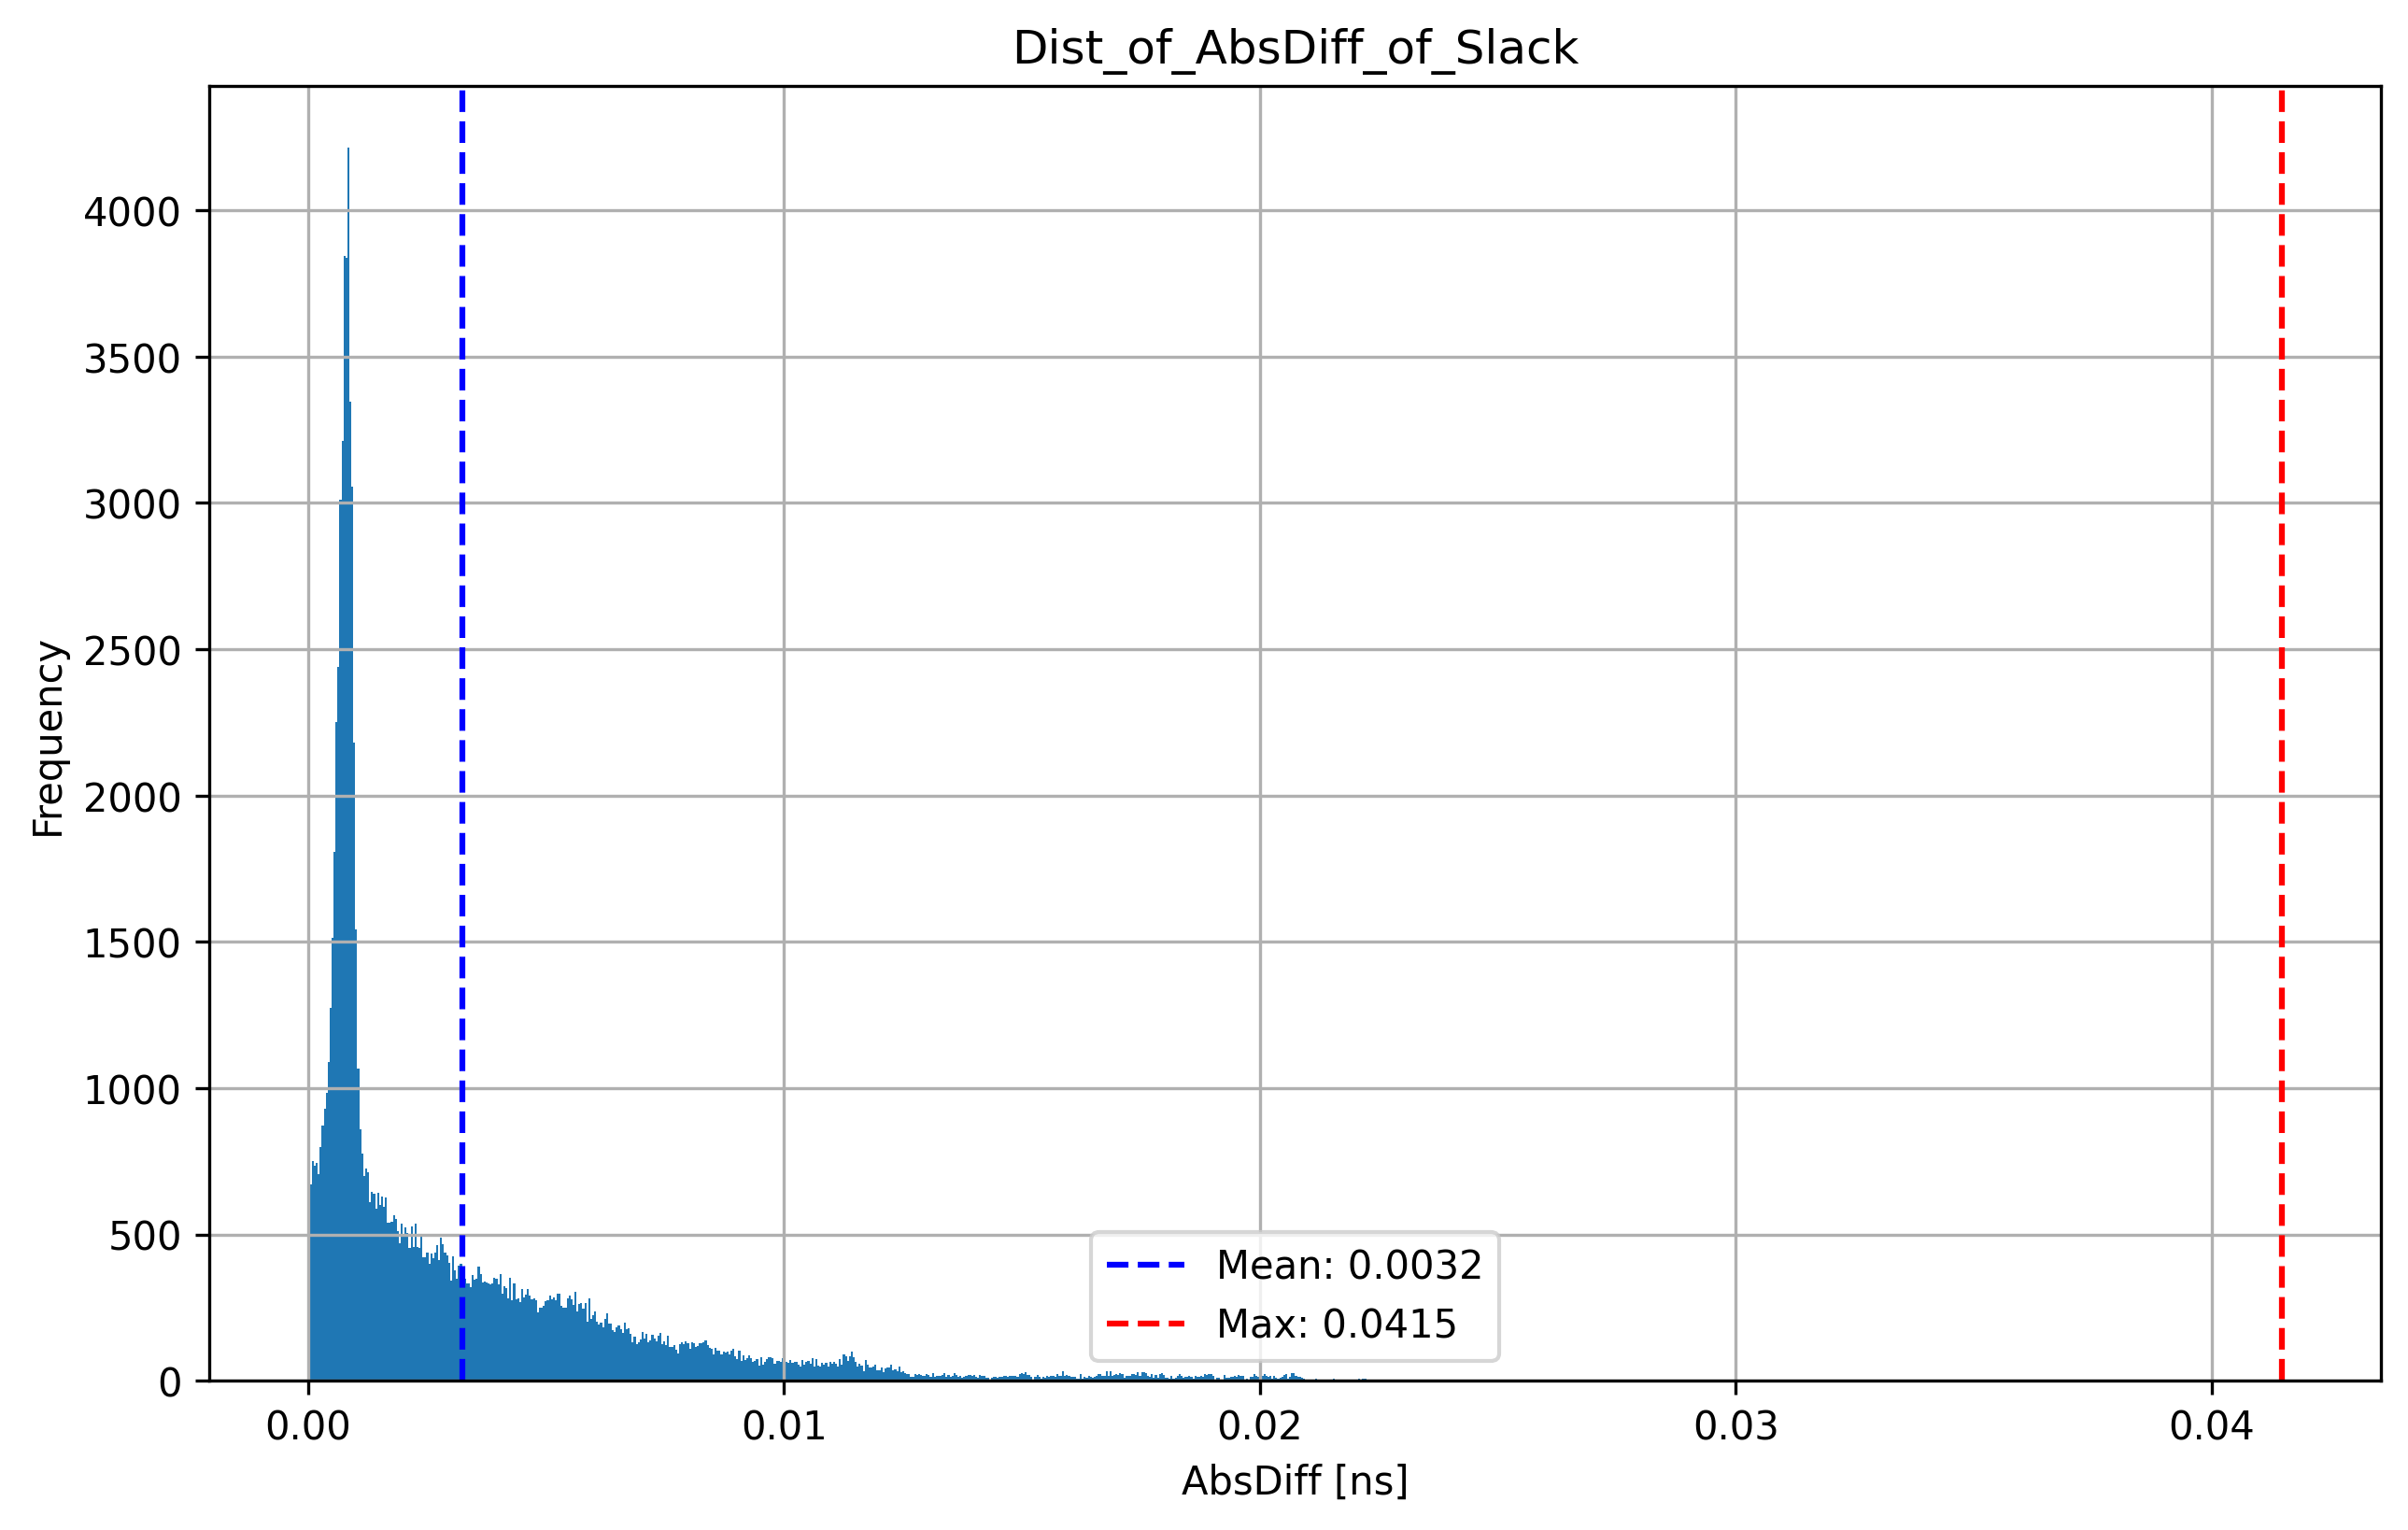 Dist_of_AbsDiff_of_Slack
Frequency
4000
3500
3000
2500
2000
1500
1000
500
0
0.00 0.01 0.02 0.03 0.04
AbsDiff [ns]
Mean: 0.0032
Max: 0.0415